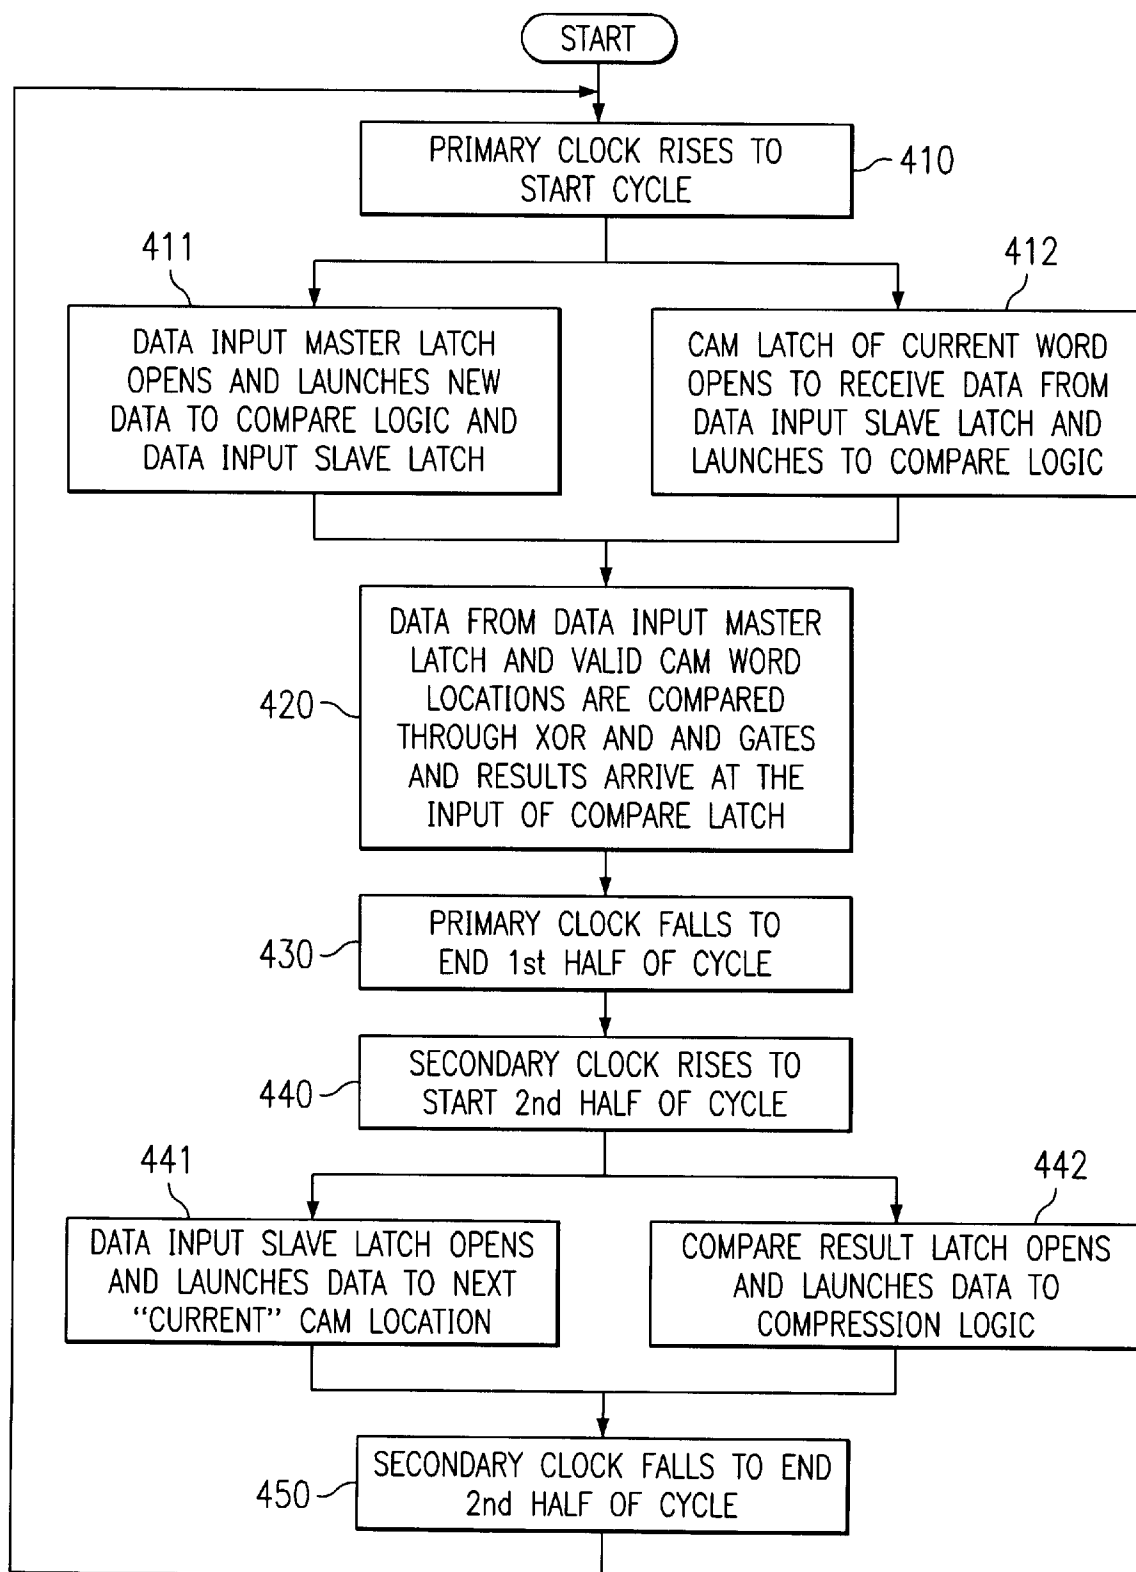 START
PRIMARY CLOCK RISES TO
START CYCLE
410
411
412
DATA INPUT MASTER LATCH
OPENS AND LAUNCHES NEW
DATA TO COMPARE LOGIC AND
DATA INPUT SLAVE LATCH
CAM LATCH OF CURRENT WORD
OPENS TO RECEIVE DATA FROM
DATA INPUT SLAVE LATCH AND
LAUNCHES TO COMPARE LOGIC
DATA FROM DATA INPUT MASTER
LATCH AND VALID CAM WORD
LOCATIONS ARE COMPARED
THROUGH XOR AND AND GATES
AND RESULTS ARRIVE AT THE
INPUT OF COMPARE LATCH
420
PRIMARY CLOCK FALLS TO
END 1st HALF OF CYCLE
430
SECONDARY CLOCK RISES TO
START 2nd HALF OF CYCLE
440
441
442
DATA INPUT SLAVE LATCH OPENS
AND LAUNCHES DATA TO NEXT
“CURRENT” CAM LOCATION
COMPARE RESULT LATCH OPENS
AND LAUNCHES DATA TO
COMPRESSION LOGIC
SECONDARY CLOCK FALLS TO END
2nd HALF OF CYCLE
450